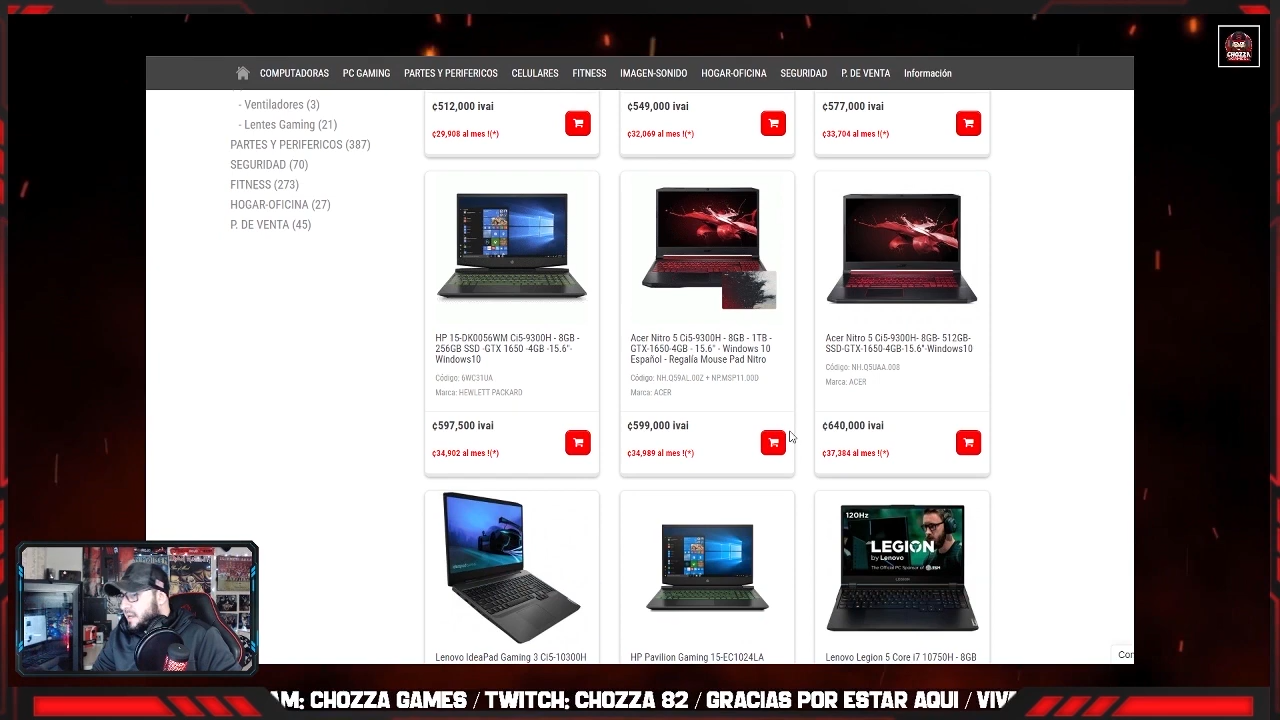 CHOZZA
COMPUTADORAS PC GAMING PARTES Y PERIFERICOS CELULARES FITNESS IMAGEN-SONIDO HOGAR-OFICINA SEGURIDAD P. DE VENTA Información
- Ventiladores (3)
- Lentes Gaming (21)
PARTES Y PERIFERICOS (387)
SEGURIDAD (70)
FITNESS (273)
HOGAR-OFICINA (27)
P. DE VENTA (45)
¢512,000 ivai
¢29,908 al mes !(*)
¢549,000 ivai
¢32,069 al mes !(*)
¢577,000 ivai
¢33,704 al mes !(*)
HP 15-DK0056WM Ci5-9300H - 8GB -
256GB SSD -GTX 1650 -4GB -15.6"-
Windows10
Código: 6WC31UA
Marca: HEWLETT PACKARD
¢597,500 ivai
¢34,902 al mes !(*)
Acer Nitro 5 Ci5-9300H - 8GB - 1TB -
GTX-1650-4GB - 15.6" - Windows 10
Español - Regalía Mouse Pad Nitro
Código: NH.Q59AL.00Z + NP.MSP11.00D
Marca: ACER
¢599,000 ivai
¢34,989 al mes !(*)
Acer Nitro 5 Ci5-9300H- 8GB- 512GB-
SSD-GTX-1650-4GB-15.6"-Windows10
Código: NH.Q5UAA.008
Marca: ACER
¢640,000 ivai
¢37,384 al mes !(*)
Lenovo IdeaPad Gaming 3 Ci5-10300H
HP Pavilion Gaming 15-EC1024LA
120Hz
LEGION
by Lenovo
The Official PC Sponsor of ESM
LEGION
Lenovo Legion 5 Core i7 10750H - 8GB
Con
AM: CHOZZA GAMES / TWITCH: CHOZZA 82 / GRACIAS POR ESTAR AQUI / VIV